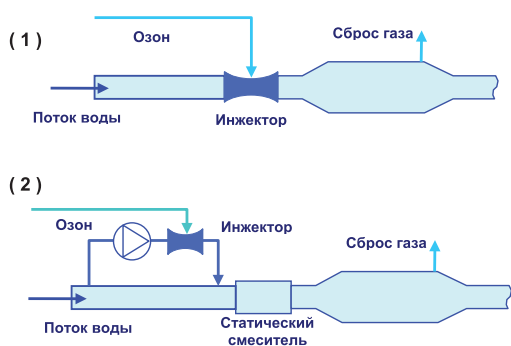 ( 1 )
Озон
Сброс газа
Поток воды
Инжектор
( 2 )
Озон
Инжектор
Сброс газа
Поток воды
Статический
смеситель